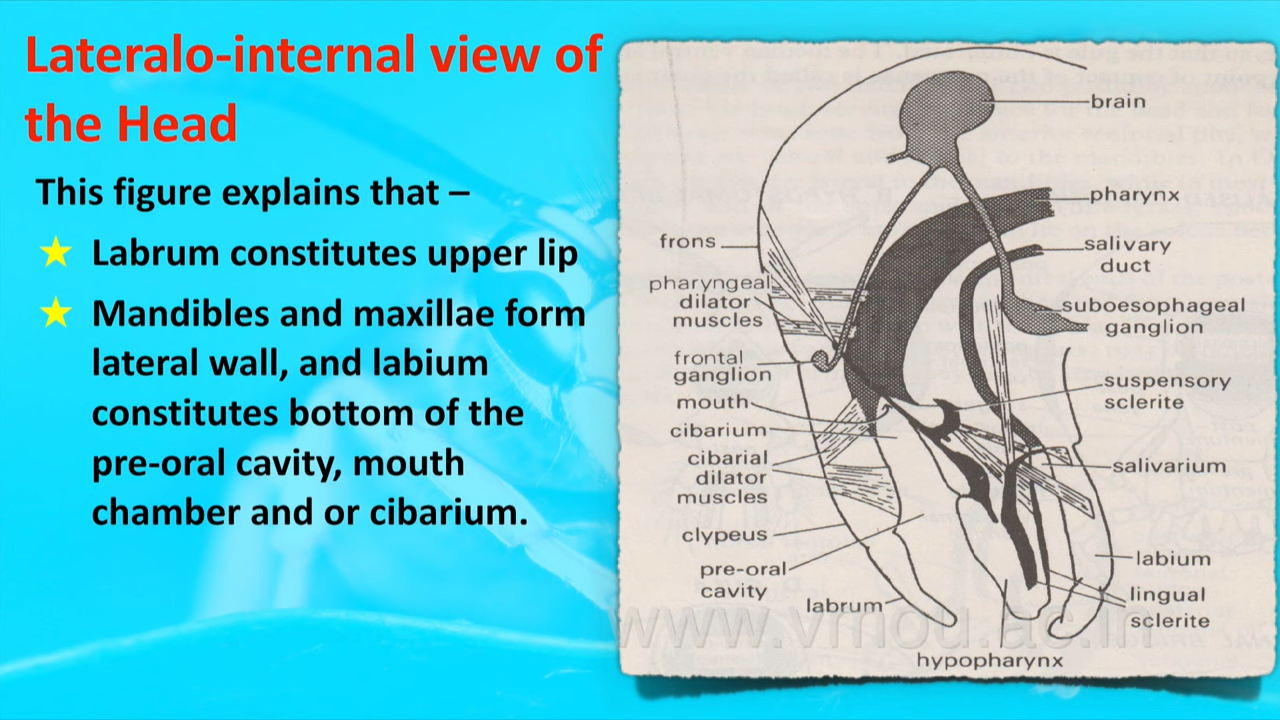 Lateralo-internal view of
the Head
This figure explains that –
Labrum constitutes upper lip
Mandibles and maxillae form
lateral wall, and labium
constitutes bottom of the
pre-oral cavity, mouth
chamber and or cibarium.
brain
pharynx
salivary
duct
suboesophageal
ganglion
suspensory
sclerite
salivarium
labium
lingual
sclerite
frons
pharyngeal
dilator
muscles
frontal
ganglion
mouth
cibarium
cibarial
dilator
muscles
clypeus
pre-oral
cavity
labrum
hypopharynx
www.vmou.ac.in